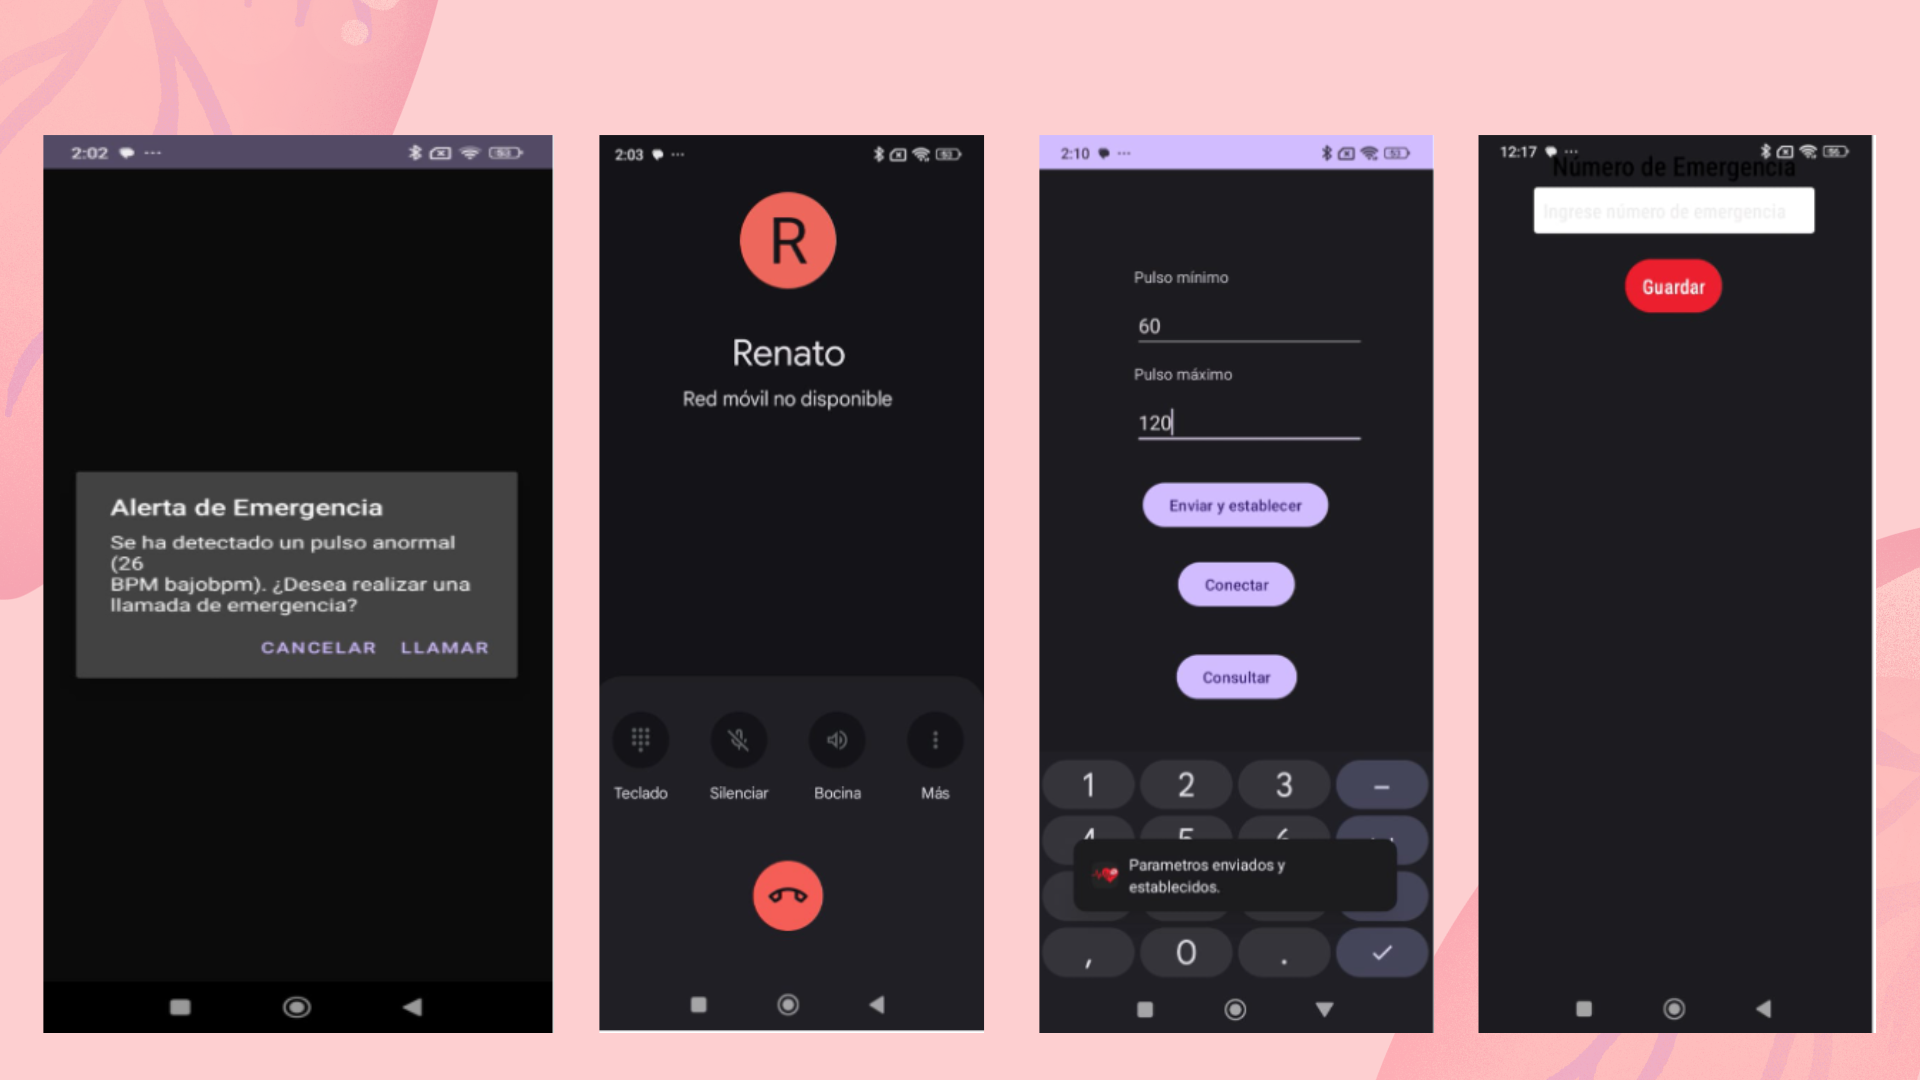 2:02
53
Alerta de Emergencia
Se ha detectado un pulso anormal
(26
BPM bajobpm). ¿Desea realizar una
llamada de emergencia?
CANCELAR LLAMAR
2:03
53
R
Renato
Red móvil no disponible
Teclado Silenciar Bocina Más
2:10
Pulso mínimo
60
Pulso máximo
120
Enviar y establecer
Conectar
Consultar
1 2 3 –
4 5 6
Parametros enviados y
establecidos.
, 0 .
12:17
Número de Emergencia
Ingrese número de emergencia
Guardar